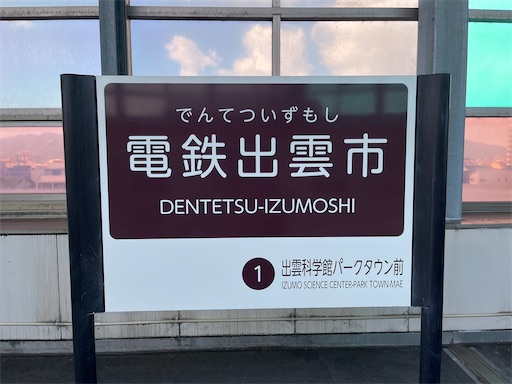 でんてついずもし
電鉄出雲市
DENTETSU-IZUMOSHI
1 出雲科学館パークタウン前
IZUMO SCIENCE CENTER-PARK TOWN-MAE